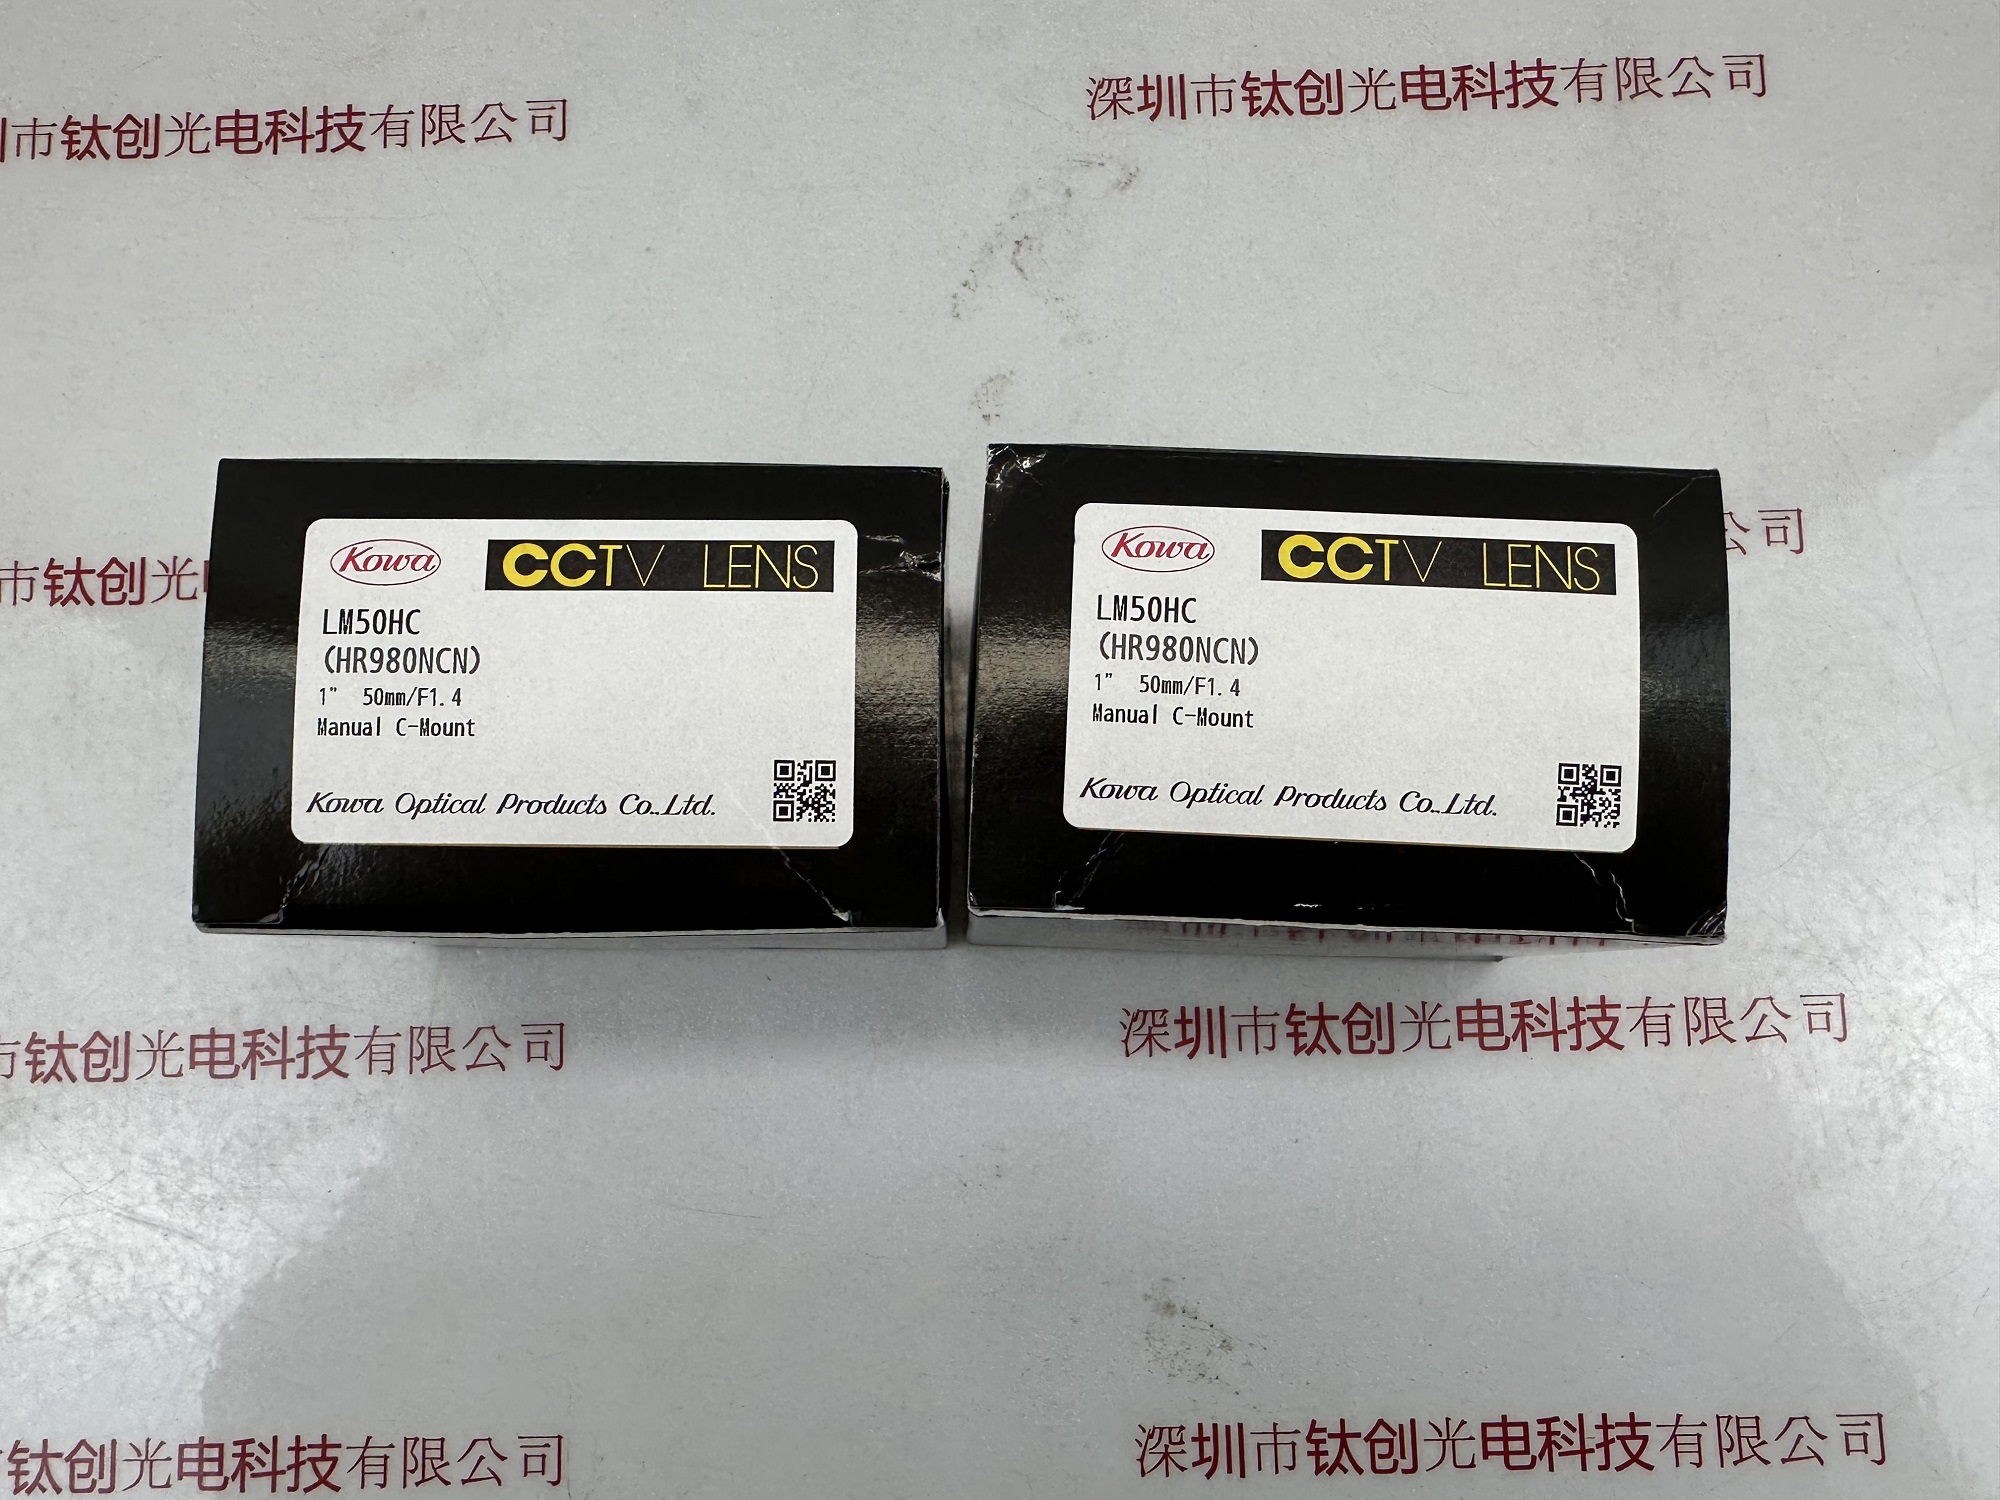 市钛创光电科技有限公司
深圳市钛创光电科技有限公司
Kowa CCTV LENS
LM50HC
(HR980NCN)
1" 50mm/F1.4
Manual C-Mount
Kowa Optical Products Co.,Ltd.
Kowa CCTV LENS
LM50HC
(HR980NCN)
1" 50mm/F1.4
Manual C-Mount
Kowa Optical Products Co.,Ltd.
市钛创光
公司
市钛创光电科技有限公司
深圳市钛创光电科技有限公司
钛创光电科技有限公司
深圳市钛创光电科技有限公司